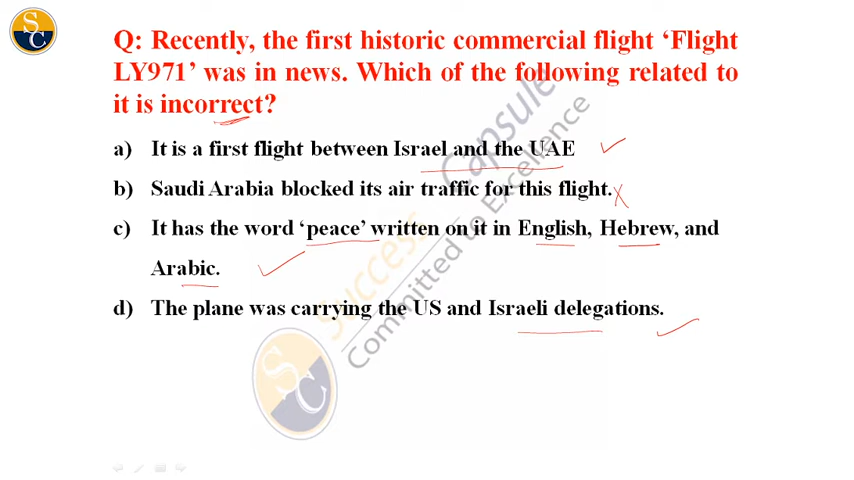 SC
Q: Recently, the first historic commercial flight ‘Flight
LY971’ was in news. Which of the following related to
it is incorrect?
a) It is a first flight between Israel and the UAE
b) Saudi Arabia blocked its air traffic for this flight.
c) It has the word ‘peace’ written on it in English, Hebrew, and
Arabic.
d) The plane was carrying the US and Israeli delegations.
Success Capsule
Committed to Excellence
SC